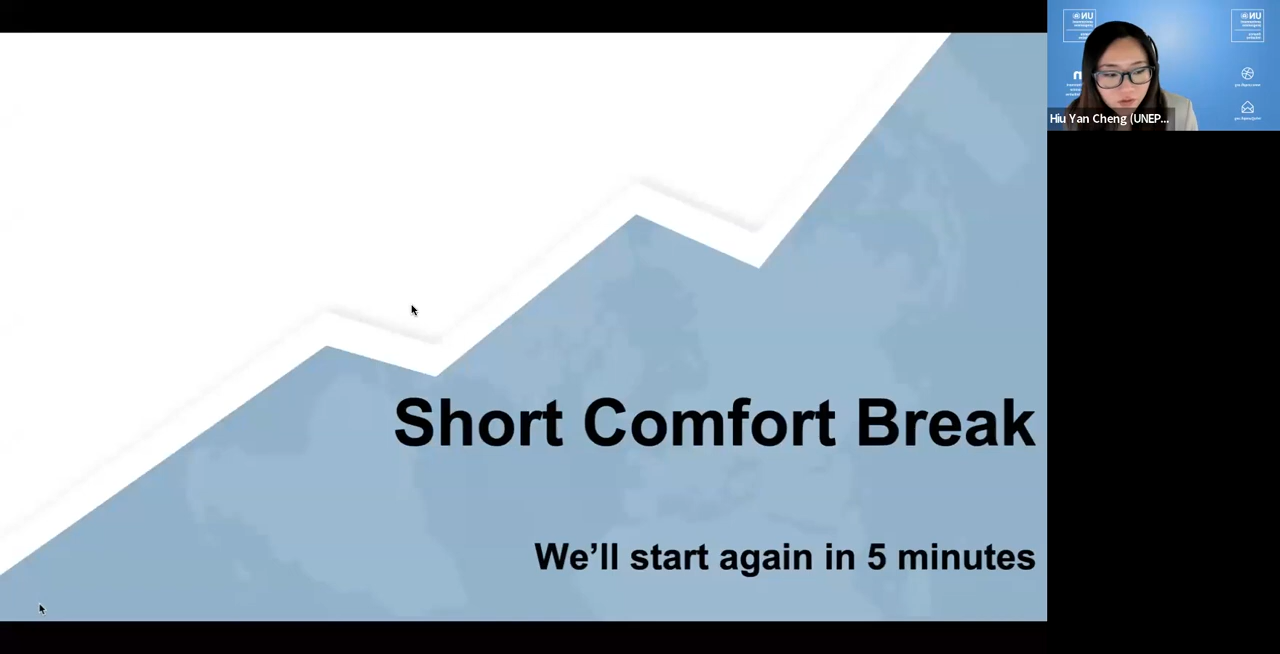 Hiu Yan Cheng (UNEP...
Short Comfort Break
We’ll start again in 5 minutes